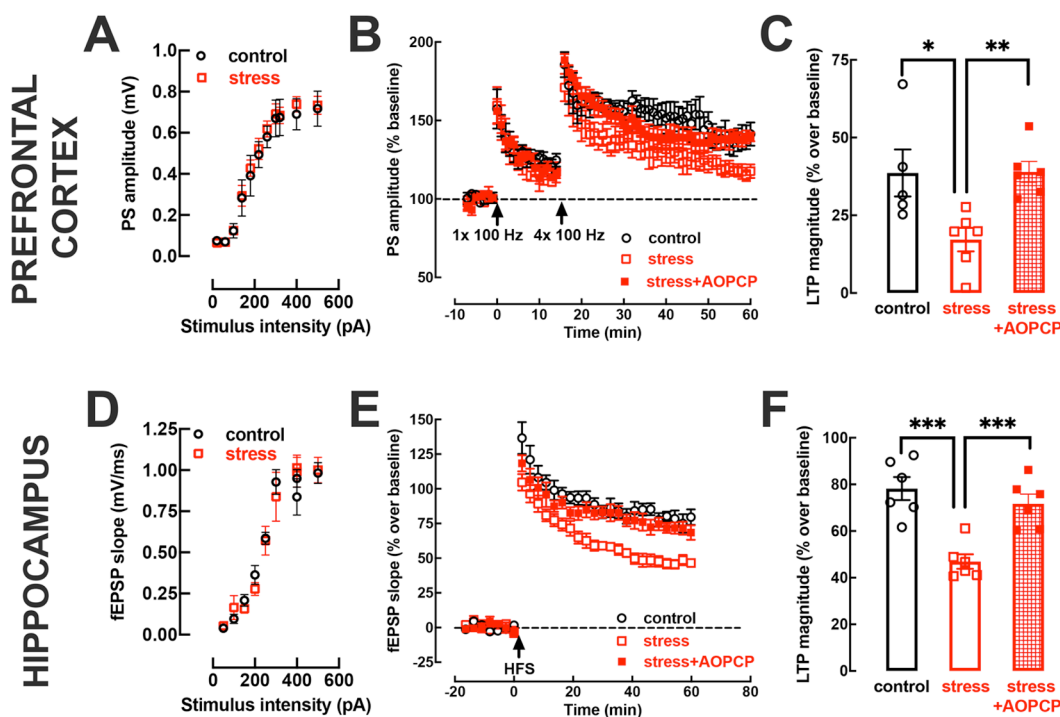 PREFRONTAL
CORTEX
A
control
stress
PS amplitude (mV)
1.0
0.8
0.6
0.4
0.2
0.0
0 200 400 600
Stimulus intensity (pA)
B
PS amplitude (% baseline)
200
150
100
50
1x 100 Hz 4x 100 Hz
control
stress
stress+AOPCP
-10 0 10 20 30 40 50 60
Time (min)
C
* **
LTP magnitude (% over baseline)
75
50
25
0
control stress stress
+AOPCP
HIPPOCAMPUS
D
control
stress
fEPSP slope (mV/ms)
1.25
1.00
0.75
0.50
0.25
0.00
0 200 400 600
Stimulus intensity (pA)
E
fEPSP slope (% over baseline)
150
125
100
75
50
25
0
-25
HFS
control
stress
stress+AOPCP
-20 0 20 40 60 80
Time (min)
F
*** ***
LTP magnitude (% over baseline)
100
80
60
40
20
0
control stress stress
+AOPCP